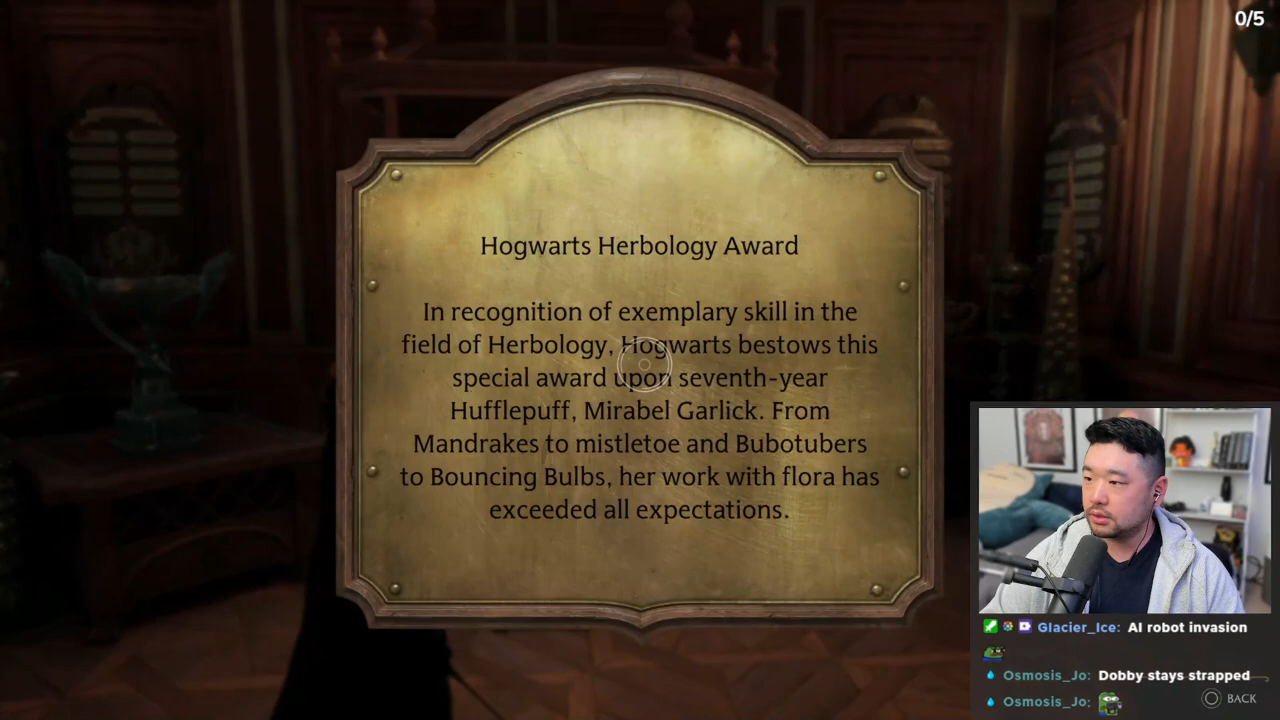 0/5
Hogwarts Herbology Award
In recognition of exemplary skill in the
field of Herbology, Hogwarts bestows this
special award upon seventh-year
Hufflepuff, Mirabel Garlick. From
Mandrakes to mistletoe and Bubotubers
to Bouncing Bulbs, her work with flora has
exceeded all expectations.
Glacier_Ice: AI robot invasion
Osmosis_Jo: Dobby stays strapped
Osmosis_Jo:
BACK